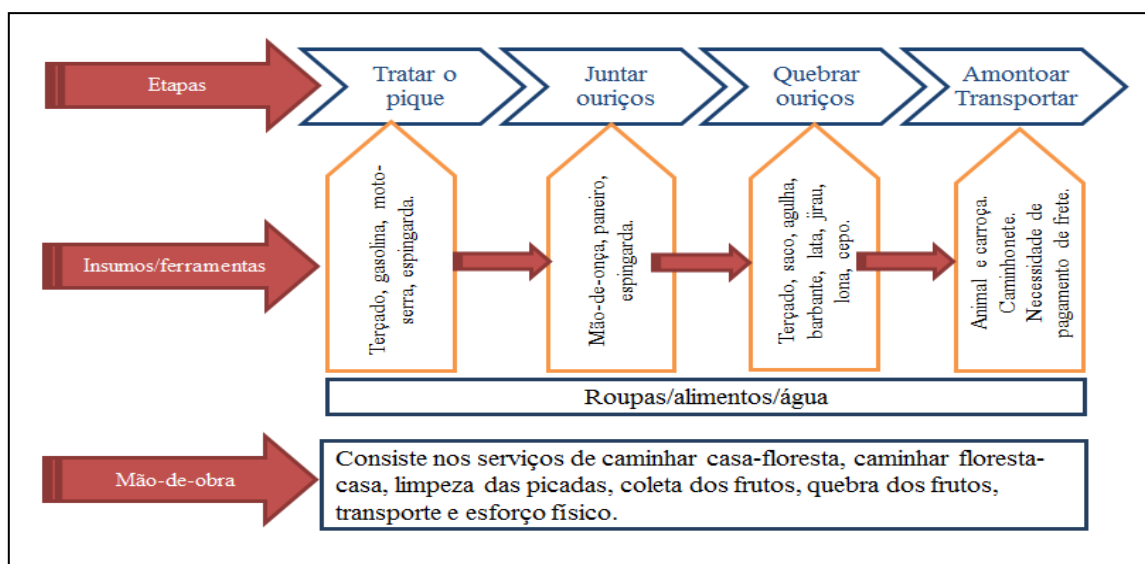 Etapas
Tratar o
pique
Juntar
ouriços
Quebrar
ouriços
Amontoar
Transportar
Insumos/ferramentas
Terçado, gasolina, moto-
serra, espingarda.
Mão-de-onça, paneiro,
espingarda.
Terçado, saco, agulha,
barbante, lata, jirau,
lona, cepo.
Animal e carroça.
Caminhonete.
Necessidade de
pagamento de frete.
Roupas/alimentos/água
Mão-de-obra
Consiste nos serviços de caminhar casa-floresta, caminhar floresta-
casa, limpeza das picadas, coleta dos frutos, quebra dos frutos,
transporte e esforço físico.